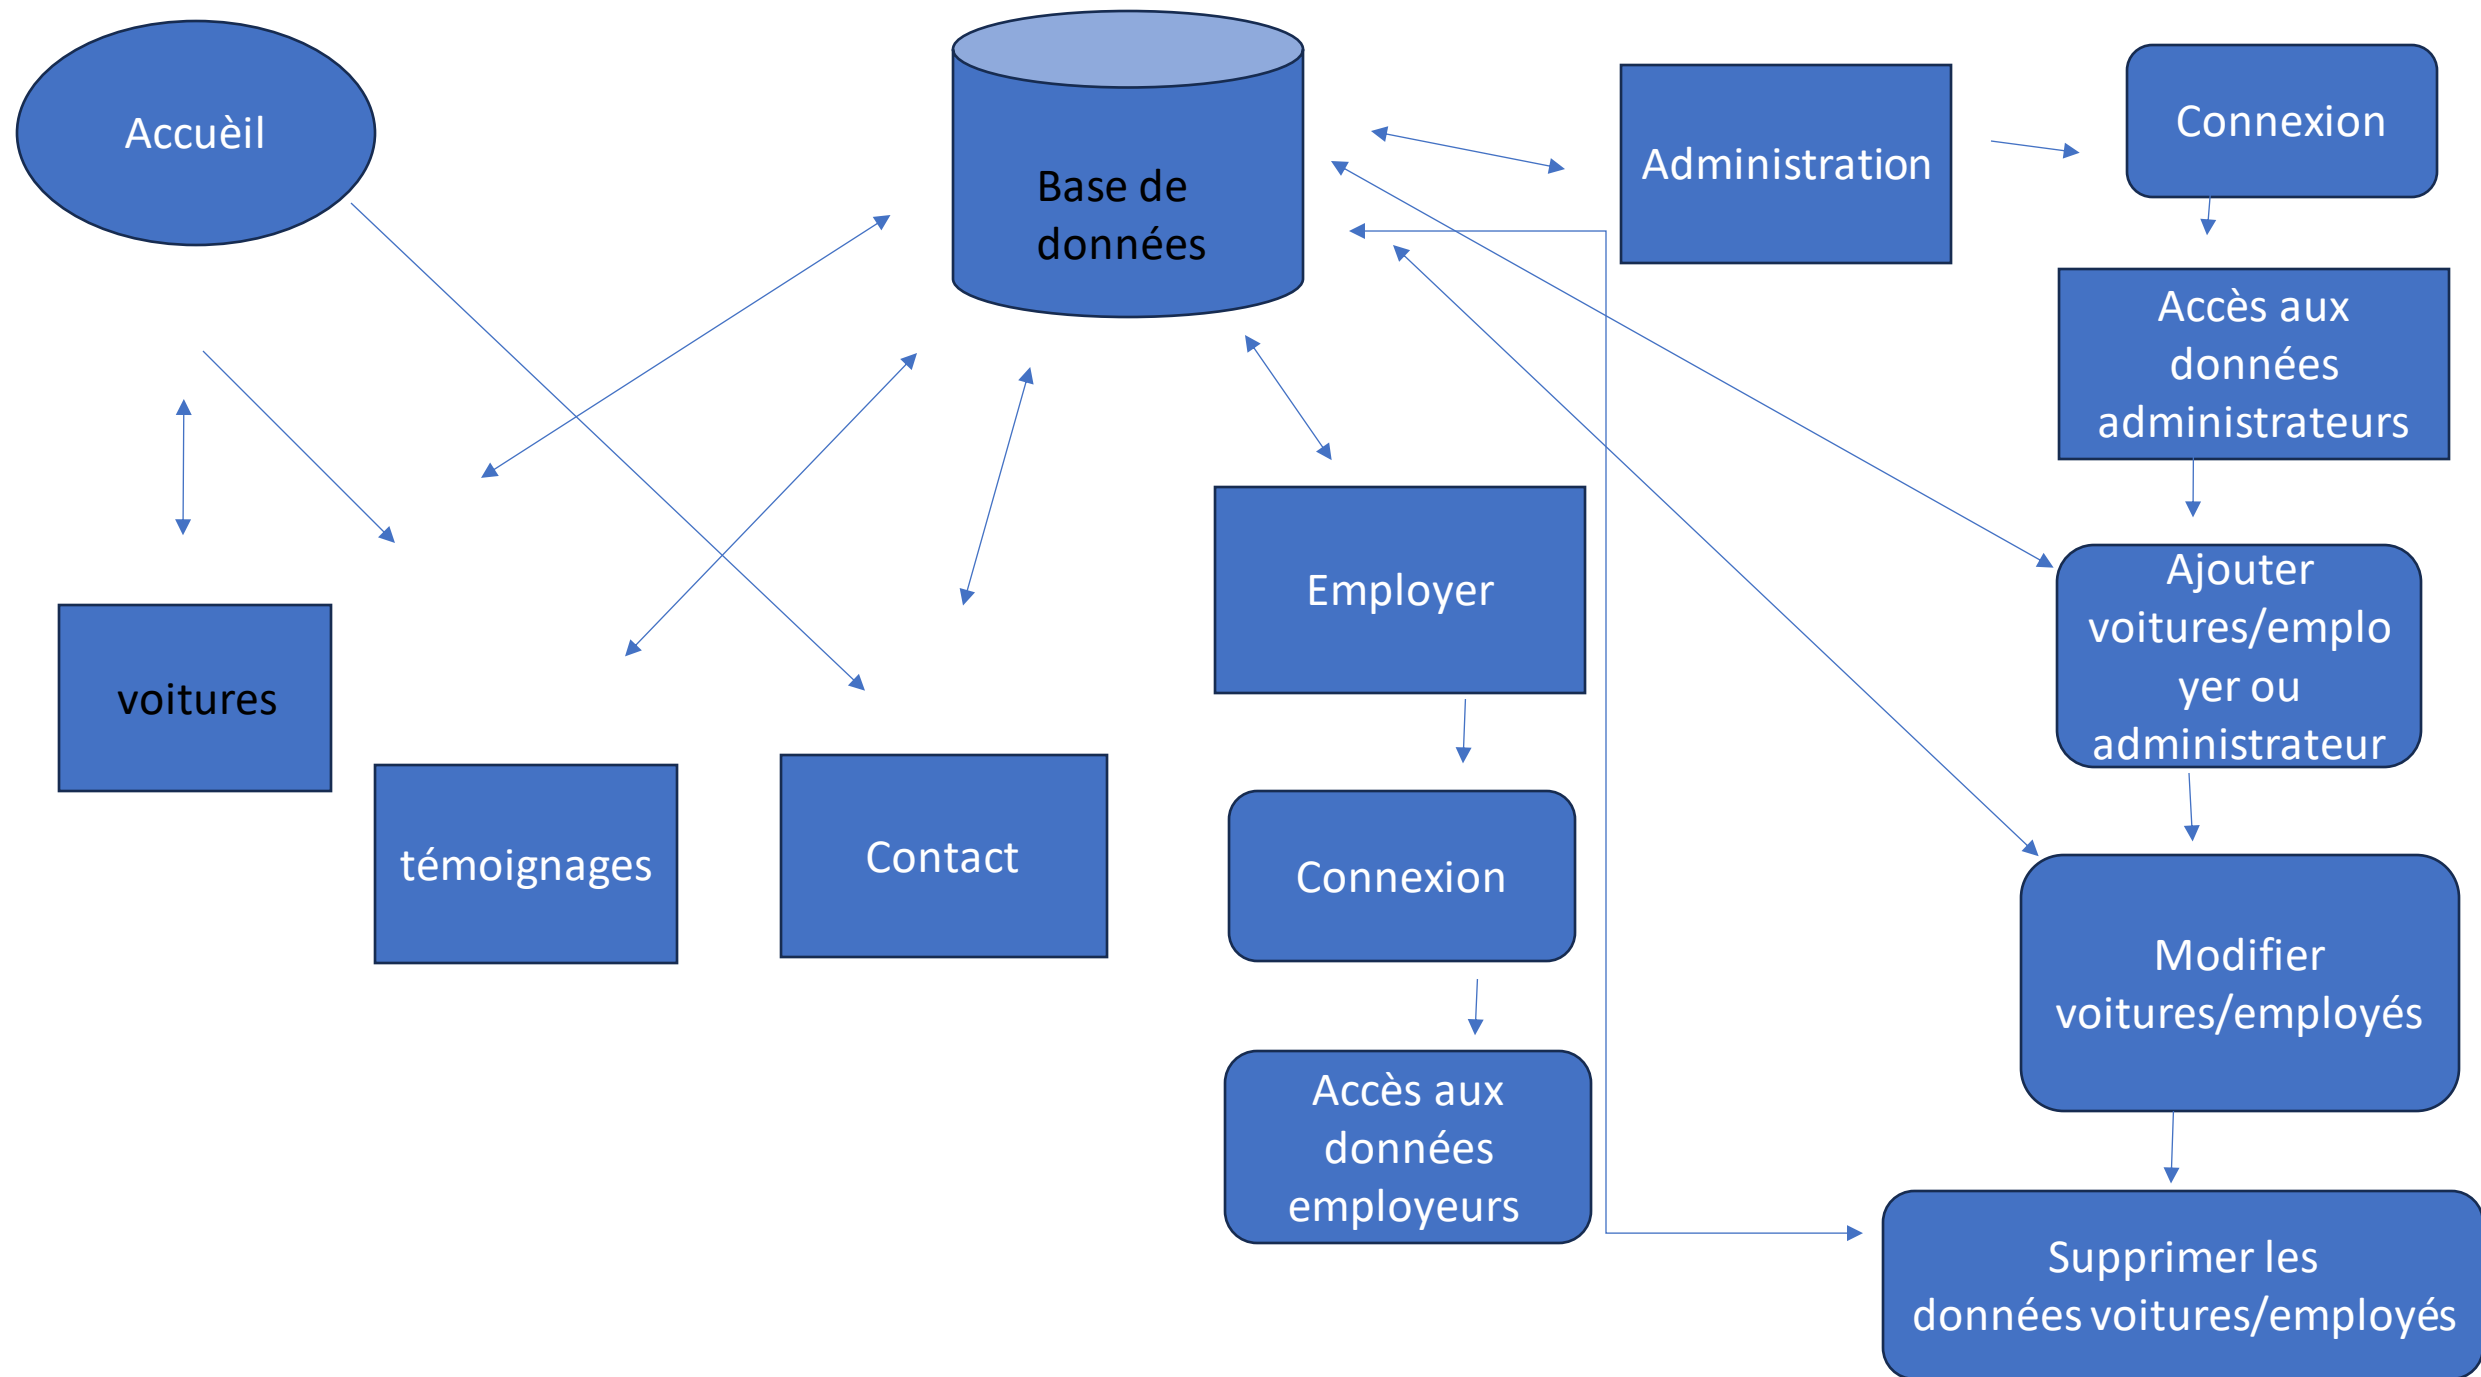 Accuèil
Base de
données
Administration
Connexion
Accès aux
données
administrateurs
Employer
Ajouter
voitures/emplo
yer ou
administrateur
voitures
témoignages
Contact
Connexion
Modifier
voitures/employés
Accès aux
données
employeurs
Supprimer les
données voitures/employés